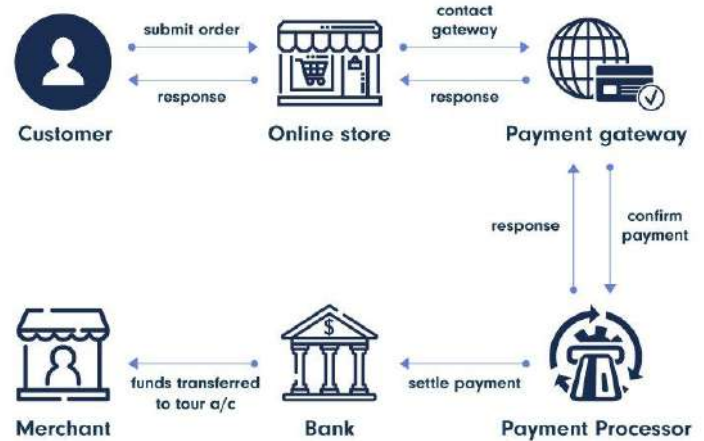 submit order
response
contact
gateway
response
Customer
Online store
Payment gateway
response
confirm
payment
$
funds transferred
to tour a/c
settle payment
Merchant
Bank
Payment Processor